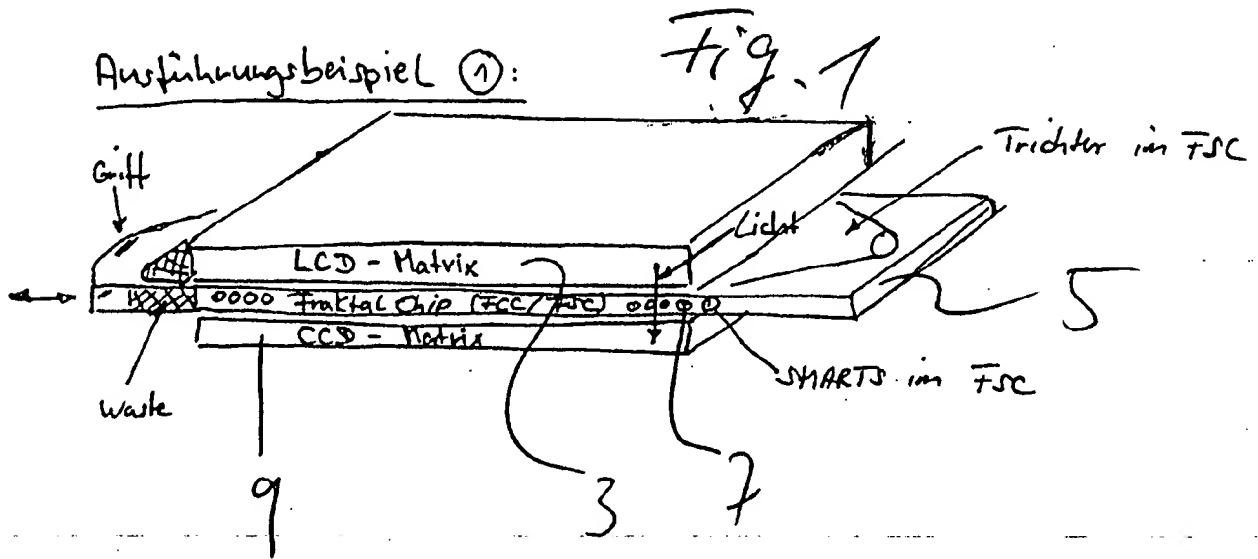 Fig. 1
Ausführungsbeispiel ①:
Griff
Trichter im FSC
Licht
LCD - Matrix
Fraktal Chip (FCC/FSC)
CCD - Matrix
5
SMARTS im FSC
waste
9
3
7